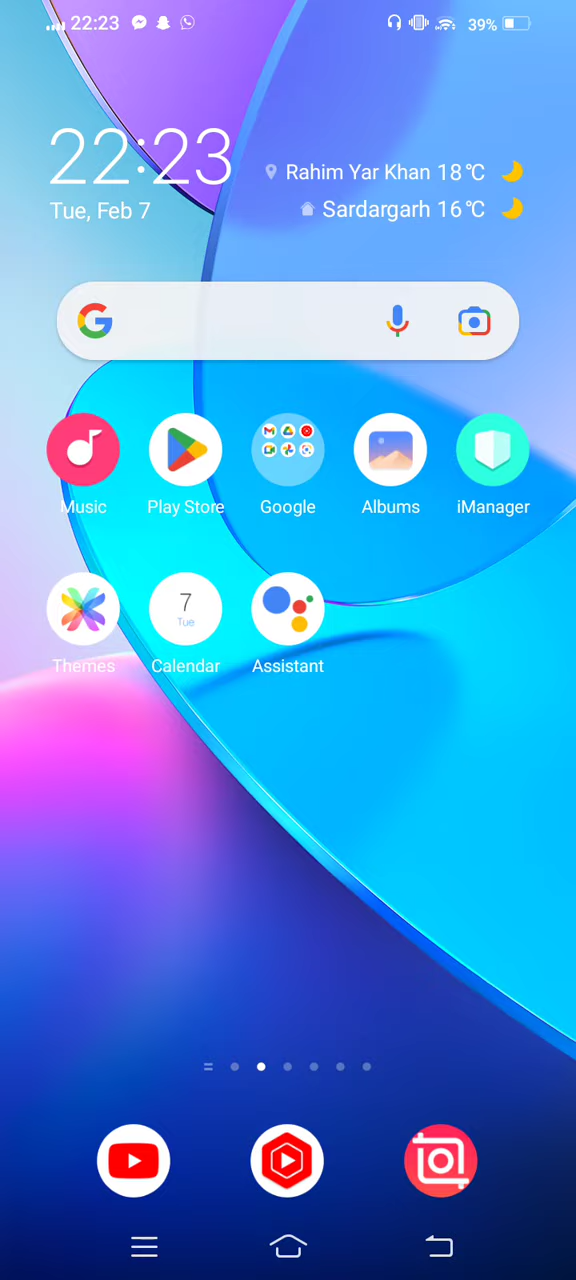 22:23 39%
22:23
Tue, Feb 7
Rahim Yar Khan 18℃
Sardargarh 16℃
Music Play Store Google Albums iManager
7
Tue
Themes Calendar Assistant